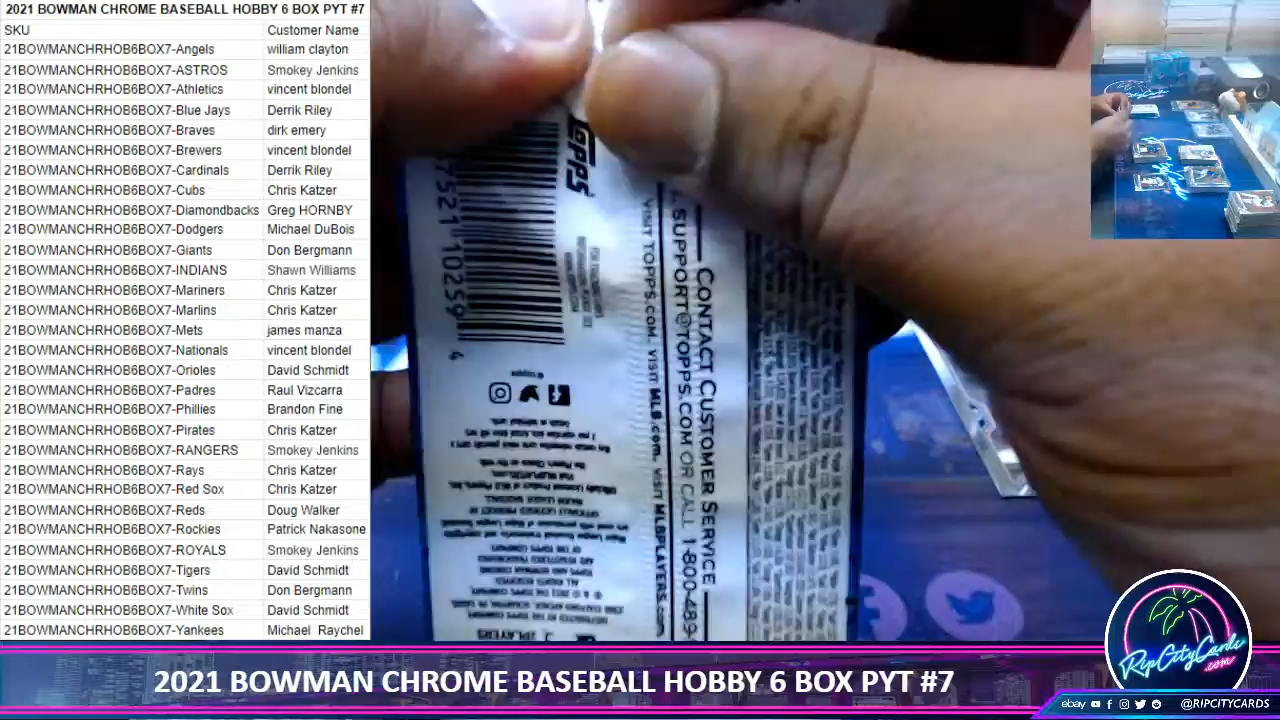 2021 BOWMAN CHROME BASEBALL HOBBY 6 BOX PYT #7
SKU Customer Name
21BOWMANCHRHOB6BOX7-Angels william clayton
21BOWMANCHRHOB6BOX7-ASTROS Smokey Jenkins
21BOWMANCHRHOB6BOX7-Athletics vincent blondel
21BOWMANCHRHOB6BOX7-Blue Jays Derrik Riley
21BOWMANCHRHOB6BOX7-Braves dirk emery
21BOWMANCHRHOB6BOX7-Brewers vincent blondel
21BOWMANCHRHOB6BOX7-Cardinals Derrik Riley
21BOWMANCHRHOB6BOX7-Cubs Chris Katzer
21BOWMANCHRHOB6BOX7-Diamondbacks Greg HORNBY
21BOWMANCHRHOB6BOX7-Dodgers Michael DuBois
21BOWMANCHRHOB6BOX7-Giants Don Bergmann
21BOWMANCHRHOB6BOX7-INDIANS Shawn Williams
21BOWMANCHRHOB6BOX7-Mariners Chris Katzer
21BOWMANCHRHOB6BOX7-Marlins Chris Katzer
21BOWMANCHRHOB6BOX7-Mets james manza
21BOWMANCHRHOB6BOX7-Nationals vincent blondel
21BOWMANCHRHOB6BOX7-Orioles David Schmidt
21BOWMANCHRHOB6BOX7-Padres Raul Vizcarra
21BOWMANCHRHOB6BOX7-Phillies Brandon Fine
21BOWMANCHRHOB6BOX7-Pirates Chris Katzer
21BOWMANCHRHOB6BOX7-RANGERS Smokey Jenkins
21BOWMANCHRHOB6BOX7-Rays Chris Katzer
21BOWMANCHRHOB6BOX7-Red Sox Chris Katzer
21BOWMANCHRHOB6BOX7-Reds Doug Walker
21BOWMANCHRHOB6BOX7-Rockies Patrick Nakasone
21BOWMANCHRHOB6BOX7-ROYALS Smokey Jenkins
21BOWMANCHRHOB6BOX7-Tigers David Schmidt
21BOWMANCHRHOB6BOX7-Twins Don Bergmann
21BOWMANCHRHOB6BOX7-White Sox David Schmidt
21BOWMANCHRHOB6BOX7-Yankees Michael Raychel
CONTACT CUSTOMER SERVICE
SUPPORT@TOPPS.COM OR CALL 1-800-489-
VISIT TOPPS.COM. VISIT MLB.com. VISIT MLBPLAYERS.com
topps
7521 10259 4
2021 BOWMAN CHROME BASEBALL HOBBY 6 BOX PYT #7
RipCityCards
.com
ebay @RIPCITYCARDS